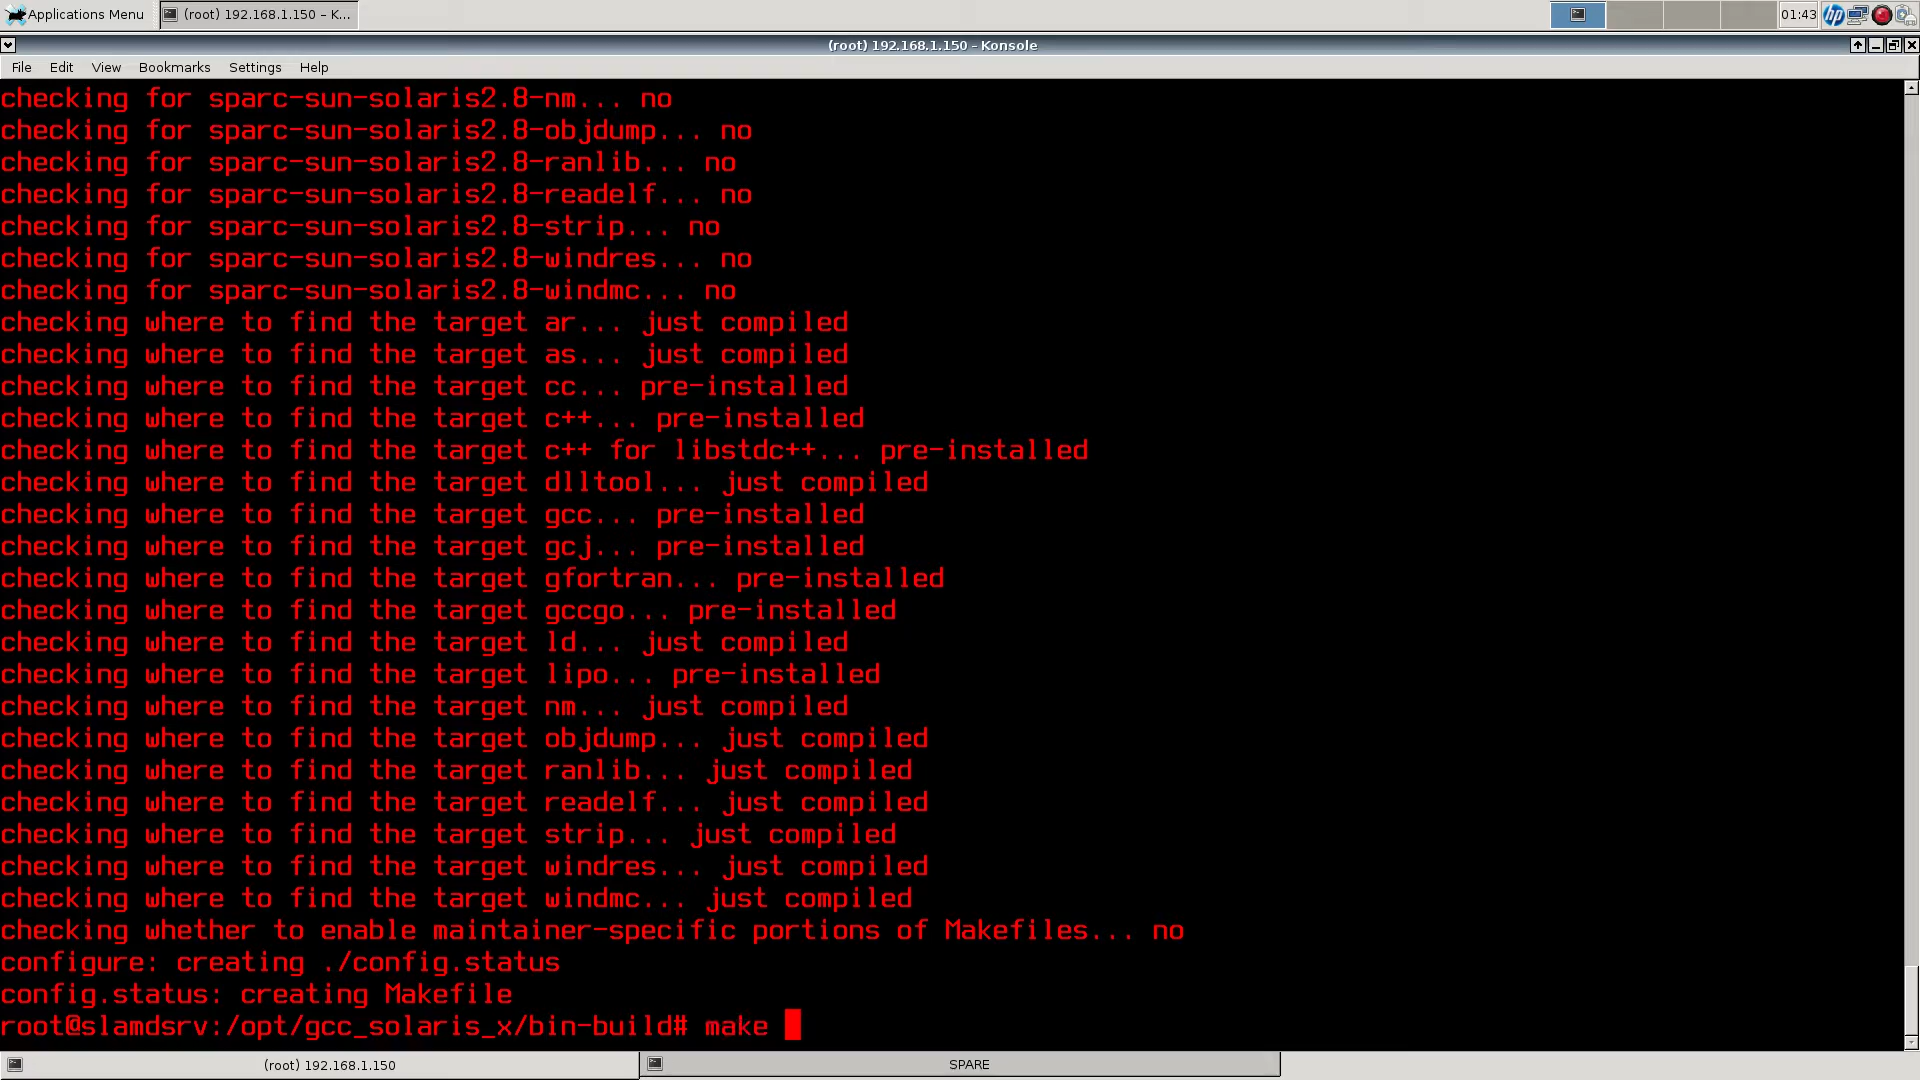 Applications Menu
(root) 192.168.1.150 – K...
01:43
hp
(root) 192.168.1.150 – Konsole
File Edit View Bookmarks Settings Help
checking for sparc-sun-solaris2.8-nm... no
checking for sparc-sun-solaris2.8-objdump... no
checking for sparc-sun-solaris2.8-ranlib... no
checking for sparc-sun-solaris2.8-readelf... no
checking for sparc-sun-solaris2.8-strip... no
checking for sparc-sun-solaris2.8-windres... no
checking for sparc-sun-solaris2.8-windmc... no
checking where to find the target ar... just compiled
checking where to find the target as... just compiled
checking where to find the target cc... pre-installed
checking where to find the target c++... pre-installed
checking where to find the target c++ for libstdc++... pre-installed
checking where to find the target dlltool... just compiled
checking where to find the target gcc... pre-installed
checking where to find the target gcj... pre-installed
checking where to find the target gfortran... pre-installed
checking where to find the target gccgo... pre-installed
checking where to find the target ld... just compiled
checking where to find the target lipo... pre-installed
checking where to find the target nm... just compiled
checking where to find the target objdump... just compiled
checking where to find the target ranlib... just compiled
checking where to find the target readelf... just compiled
checking where to find the target strip... just compiled
checking where to find the target windres... just compiled
checking where to find the target windmc... just compiled
checking whether to enable maintainer-specific portions of Makefiles... no
configure: creating ./config.status
config.status: creating Makefile
root@slamdsrv:/opt/gcc_solaris_x/bin-build# make
(root) 192.168.1.150
SPARE